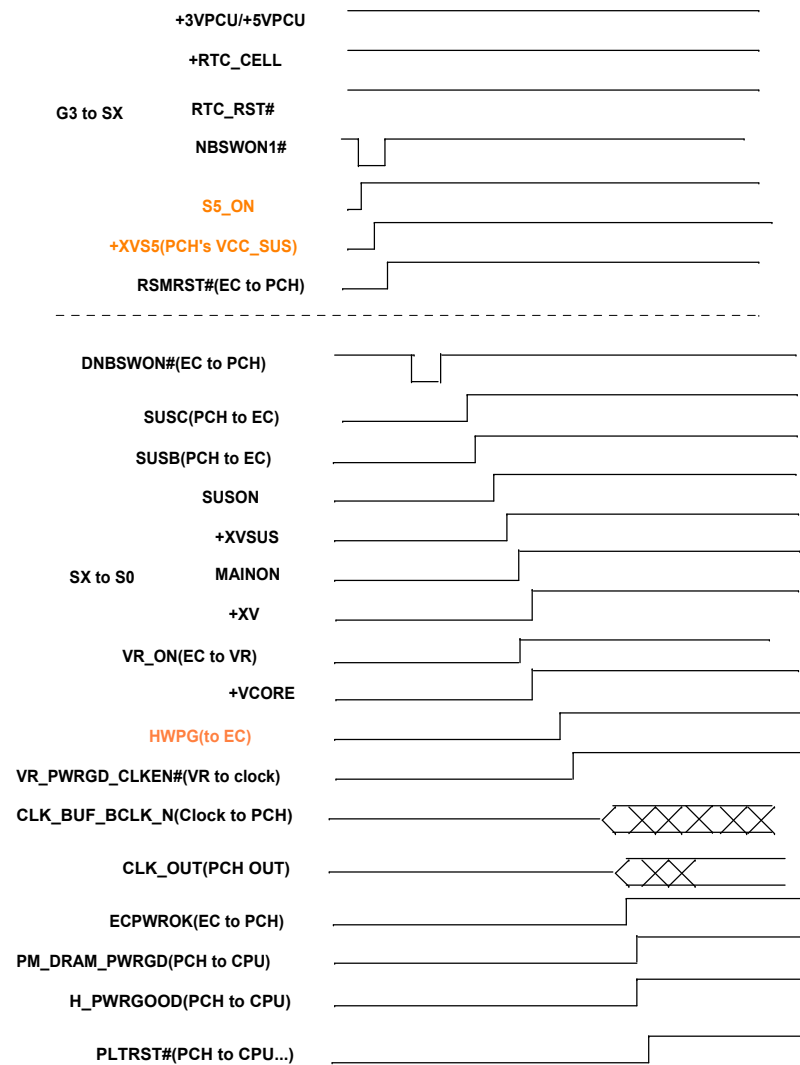 +3VPCU/+5VPCU
+RTC_CELL
G3 to SX
RTC_RST#
NBSWON1#
S5_ON
+XVS5(PCH's VCC_SUS)
RSMRST#(EC to PCH)
DNBSWON#(EC to PCH)
SUSC(PCH to EC)
SUSB(PCH to EC)
SUSON
+XVSUS
SX to S0
MAINON
+XV
VR_ON(EC to VR)
+VCORE
HWPG(to EC)
VR_PWRGD_CLKEN#(VR to clock)
CLK_BUF_BCLK_N(Clock to PCH)
CLK_OUT(PCH OUT)
ECPWROK(EC to PCH)
PM_DRAM_PWRGD(PCH to CPU)
H_PWRGOOD(PCH to CPU)
PLTRST#(PCH to CPU...)